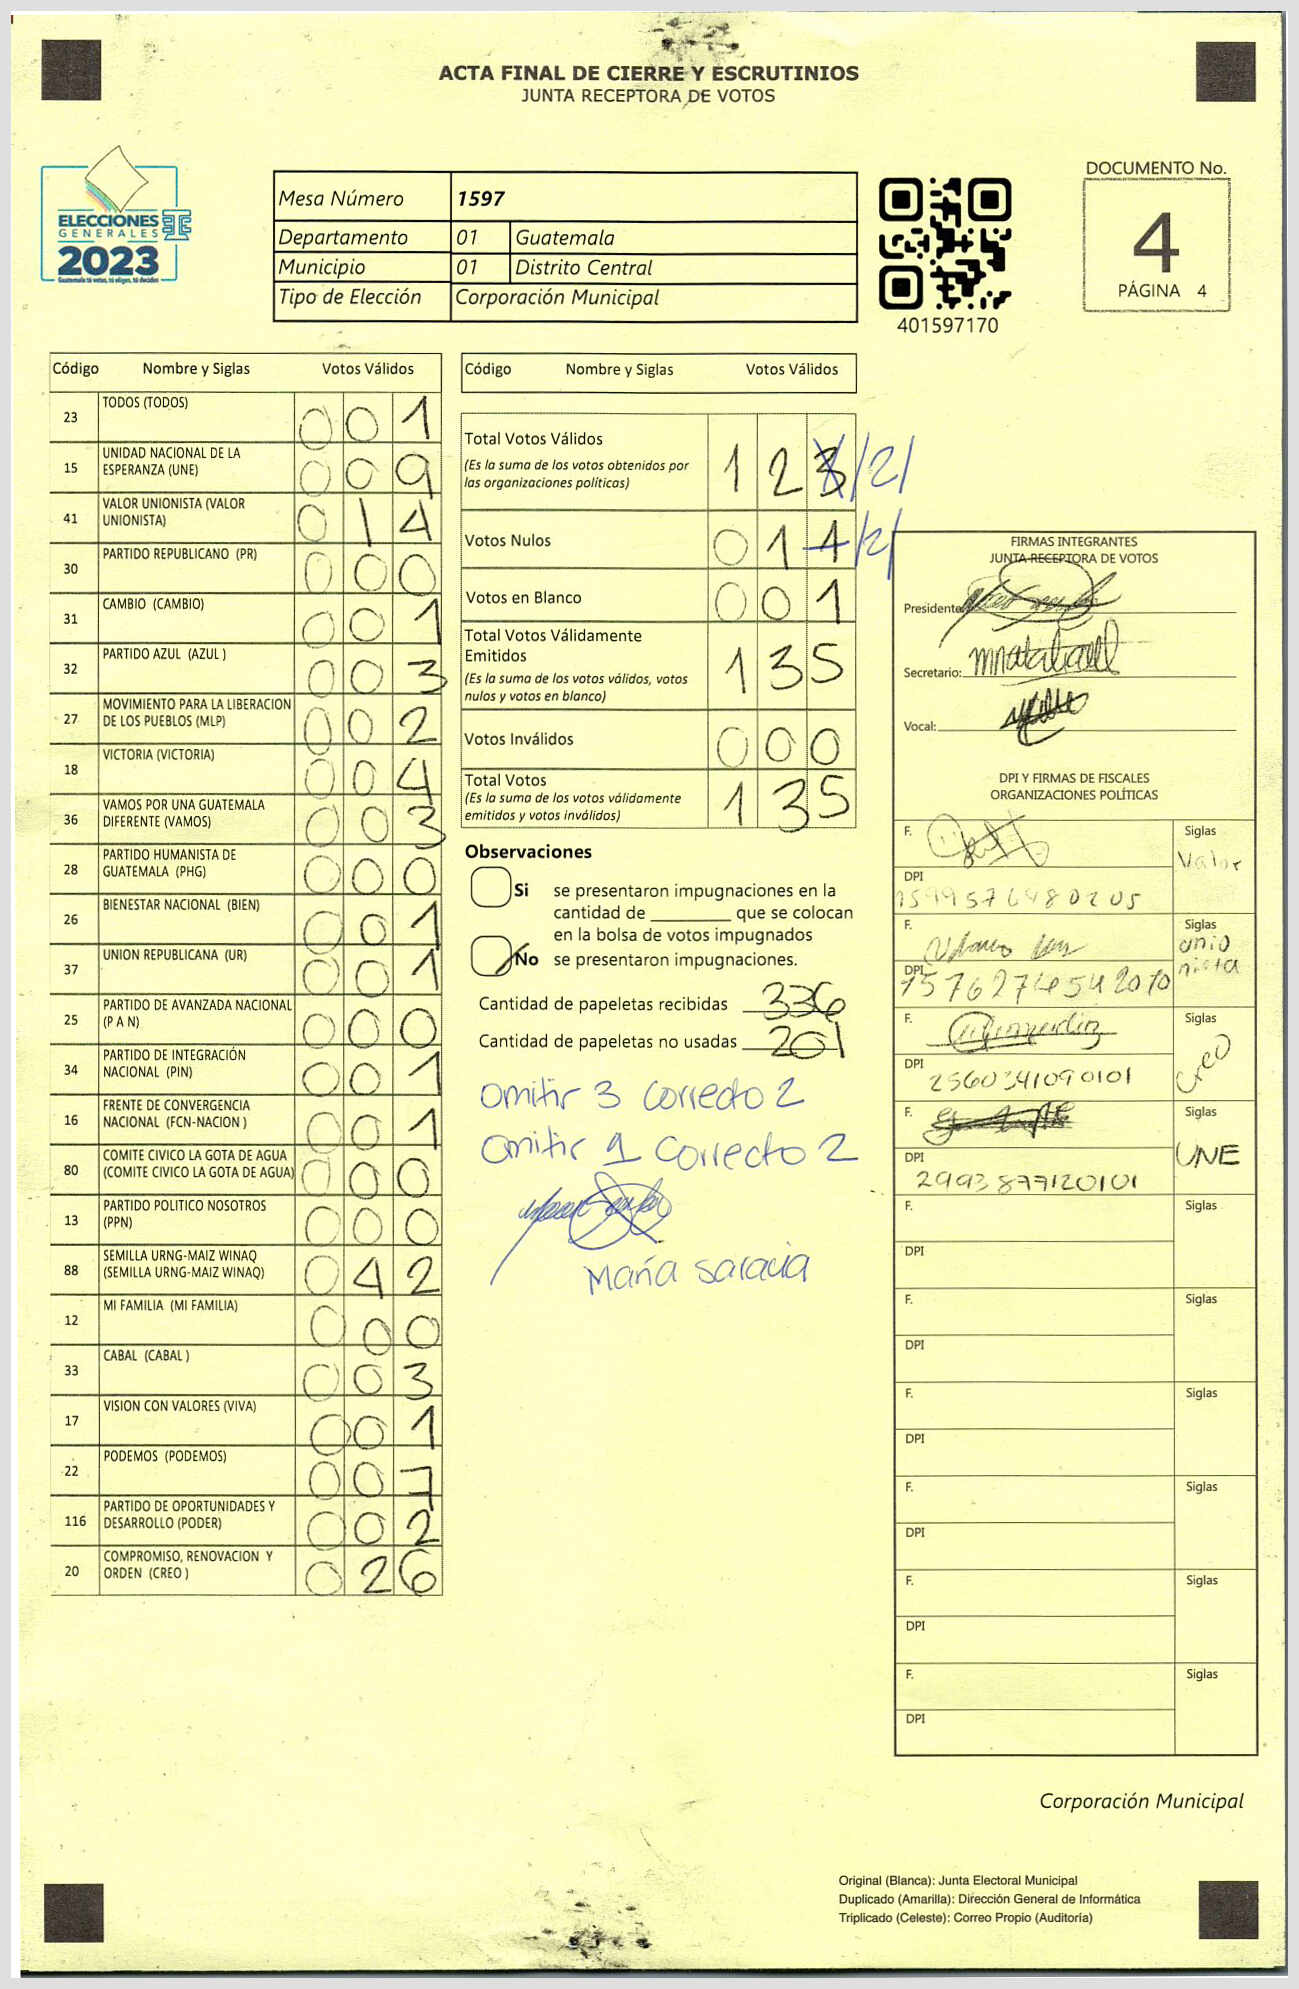 ACTA FINAL DE CIERRE Y ESCRUTINIOS
JUNTA RECEPTORA DE VOTOS
ELECCIONES
GENERALES
2023
Guatemala tú votas, tú eliges, tú decides
Mesa Número 1597
Departamento 01 Guatemala
Municipio 01 Distrito Central
Tipo de Elección Corporación Municipal
401597170
DOCUMENTO No.
4
PÁGINA 4
Código Nombre y Siglas Votos Válidos
23 TODOS (TODOS) 0 0 1
15 UNIDAD NACIONAL DE LA
ESPERANZA (UNE) 0 0 9
41 VALOR UNIONISTA (VALOR
UNIONISTA) 0 1 4
30 PARTIDO REPUBLICANO (PR) 0 0 0
31 CAMBIO (CAMBIO) 0 0 1
32 PARTIDO AZUL (AZUL ) 0 0 3
27 MOVIMIENTO PARA LA LIBERACION
DE LOS PUEBLOS (MLP) 0 0 2
18 VICTORIA (VICTORIA) 0 0 4
36 VAMOS POR UNA GUATEMALA
DIFERENTE (VAMOS) 0 0 3
28 PARTIDO HUMANISTA DE
GUATEMALA (PHG) 0 0 0
26 BIENESTAR NACIONAL (BIEN) 0 0 1
37 UNION REPUBLICANA (UR) 0 0 1
25 PARTIDO DE AVANZADA NACIONAL
(P A N) 0 0 0
34 PARTIDO DE INTEGRACIÓN
NACIONAL (PIN) 0 0 1
16 FRENTE DE CONVERGENCIA
NACIONAL (FCN-NACION ) 0 0 1
80 COMITE CIVICO LA GOTA DE AGUA
(COMITE CIVICO LA GOTA DE AGUA) 0 0 0
13 PARTIDO POLITICO NOSOTROS
(PPN) 0 0 0
88 SEMILLA URNG-MAIZ WINAQ
(SEMILLA URNG-MAIZ WINAQ) 0 4 2
12 MI FAMILIA (MI FAMILIA) 0 0 0
33 CABAL (CABAL ) 0 0 3
17 VISION CON VALORES (VIVA) 0 0 1
22 PODEMOS (PODEMOS) 0 0 7
116 PARTIDO DE OPORTUNIDADES Y
DESARROLLO (PODER) 0 0 2
20 COMPROMISO, RENOVACION Y
ORDEN (CREO ) 0 2 6
Código Nombre y Siglas Votos Válidos
Total Votos Válidos 1 2 3 /2/
(Es la suma de los votos obtenidos por
las organizaciones políticas)
Votos Nulos 0 1 1 /2/
Votos en Blanco 0 0 1
Total Votos Válidamente
Emitidos 1 3 5
(Es la suma de los votos válidos, votos
nulos y votos en blanco)
Votos Inválidos 0 0 0
Total Votos 1 3 5
(Es la suma de los votos válidamente
emitidos y votos inválidos)
Observaciones
Si se presentaron impugnaciones en la
cantidad de ________ que se colocan
en la bolsa de votos impugnados
No se presentaron impugnaciones.
Cantidad de papeletas recibidas 336
Cantidad de papeletas no usadas 201
Omitir 3 correcto 2
Omitir 1 correcto 2
María Saravia
FIRMAS INTEGRANTES
JUNTA RECEPTORA DE VOTOS
Presidente:
Secretario:
Vocal:
DPI Y FIRMAS DE FISCALES
ORGANIZACIONES POLÍTICAS
F. Siglas
Valor
DPI
F. Siglas
unio
nista
DPI
1576274542010
F. Siglas
Creo
DPI
2560341090101
F. Siglas
UNE
DPI
2993877120101
F. Siglas
DPI
F. Siglas
DPI
F. Siglas
DPI
F. Siglas
DPI
F. Siglas
DPI
F. Siglas
DPI
Corporación Municipal
Original (Blanca): Junta Electoral Municipal
Duplicado (Amarilla): Dirección General de Informática
Triplicado (Celeste): Correo Propio (Auditoría)